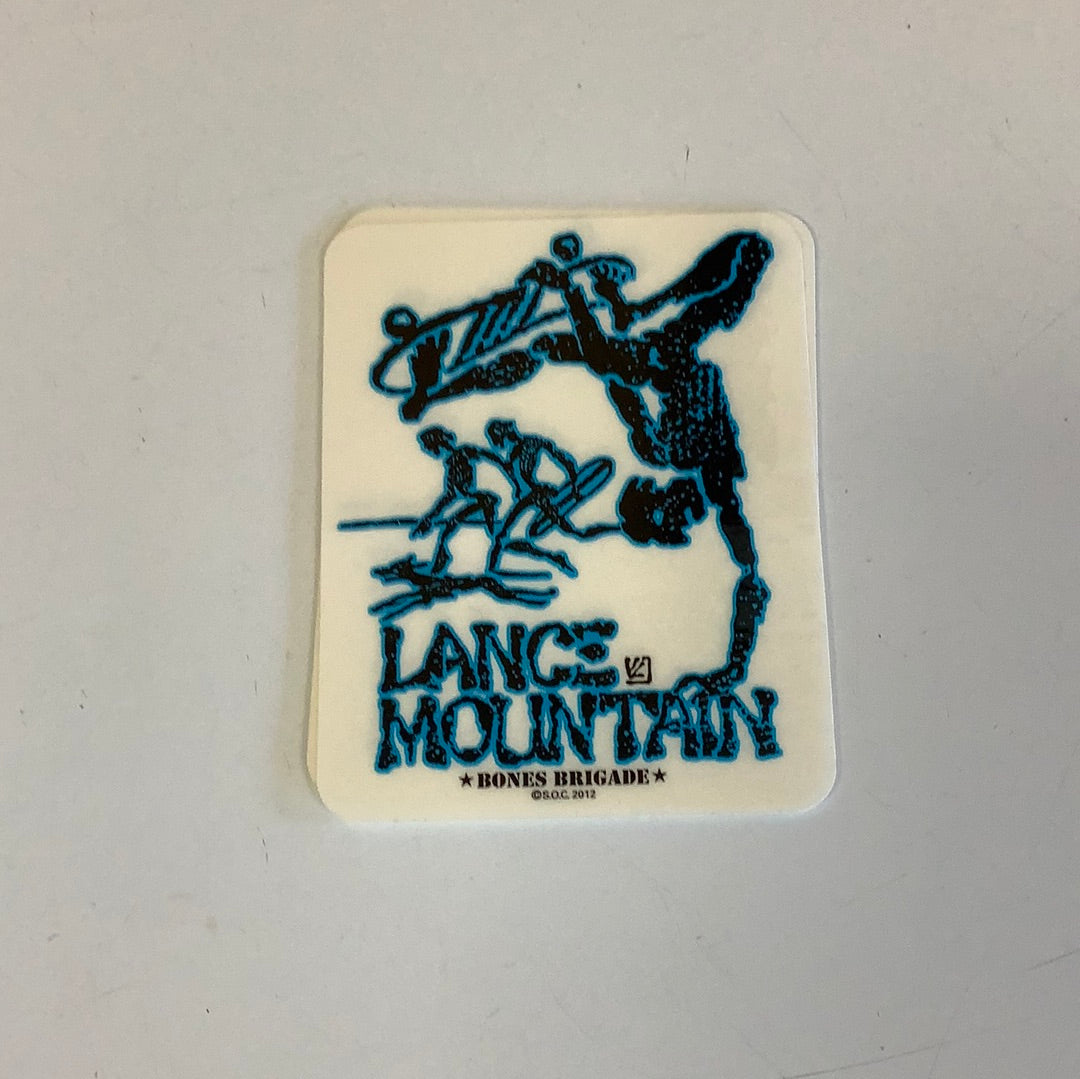 LANCE
MOUNTAIN
★BONES BRIGADE★
©S.O.C. 2012